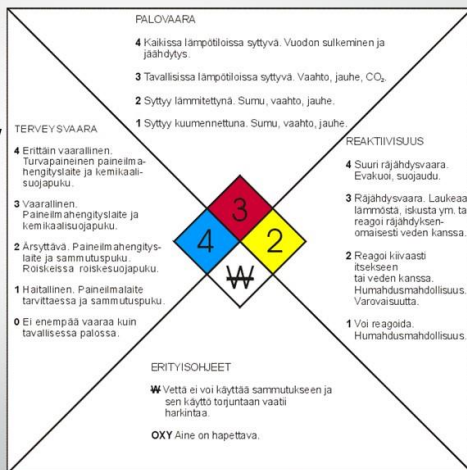 PALOVAARA
4 Kaikissa lämpötiloissa syttyvä. Vuodon sulkeminen ja
jäähdytys.
3 Tavallisissa lämpötiloissa syttyvä. Vaahto, jauhe, CO₂.
2 Syttyy lämmitettynä. Sumu, vaahto, jauhe.
1 Syttyy kuumennettuna. Sumu, vaahto, jauhe.
TERVEYSVAARA
4 Erittäin vaarallinen.
Turvapaineinen paineilma-
hengityslaite ja kemikaali-
suojapuku.
3 Vaarallinen.
Paineilmahengityslaite ja
kemikaalisuojapuku.
2 Ärsyttävä. Paineilmahengitys-
laite ja sammutuspuku.
Roiskeissa roiskesuojapuku.
1 Haitallinen. Paineilmalaite
tarvittaessa ja sammutuspuku.
0 Ei enempää vaaraa kuin
tavallisessa palossa.
3
4
2
W
REAKTIIVISUUS
4 Suuri räjähdysvaara.
Evakuoi, suojaudu.
3 Räjähdysvaara. Laukeaa
lämmöstä, iskusta ym. ta
reagoi räjähdyksen-
omaisesti veden kanssa.
2 Reagoi kiivaasti
itsekseen
tai veden kanssa.
Humahdusmahdollisuus.
Varovaisuutta.
1 Voi reagoida.
Humahdusmahdollisuus.
ERITYISOHJEET
W Vettä ei voi käyttää sammutukseen ja
sen käyttö torjuntaan vaatii
harkintaa.
OXY Aine on hapettava.